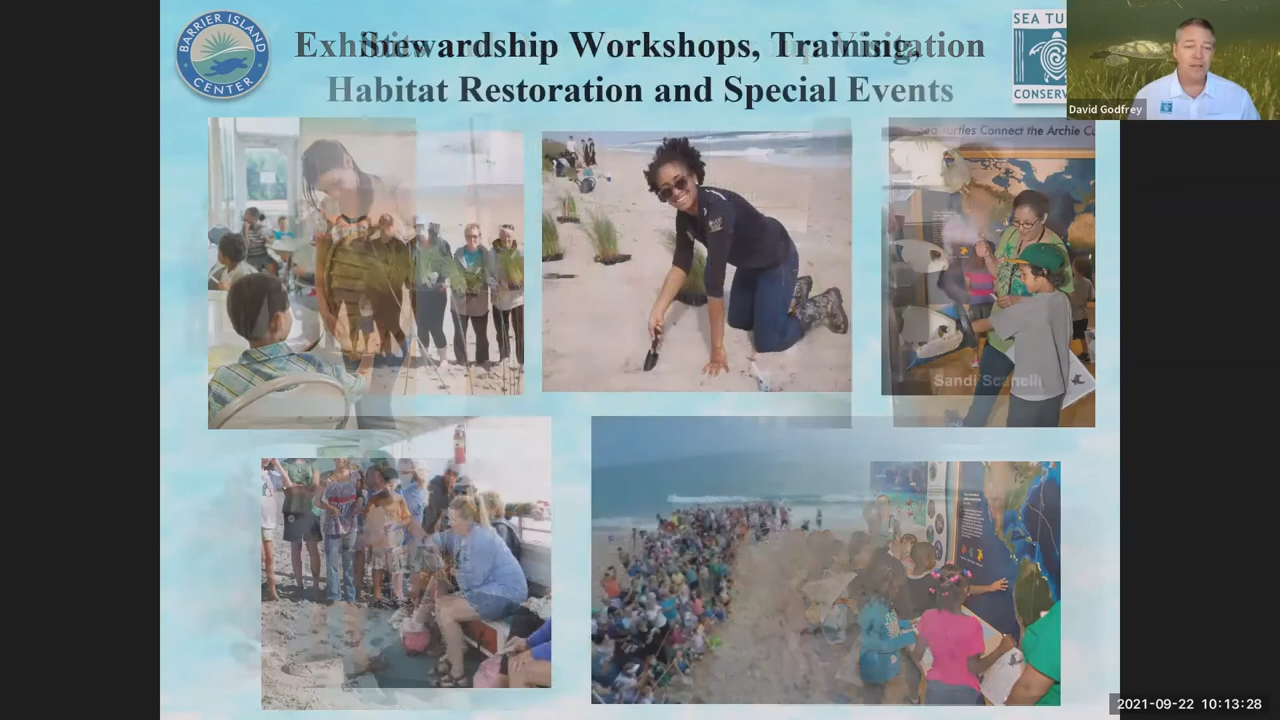 BARRIER ISLAND
CENTER
Stewardship Workshops, Training,
Habitat Restoration and Special Events
SEA TU
CONSERV
David Godfrey
Sea Turtles Connect the Archie Ca
Sandi Scanelli
2021-09-22 10:13:28